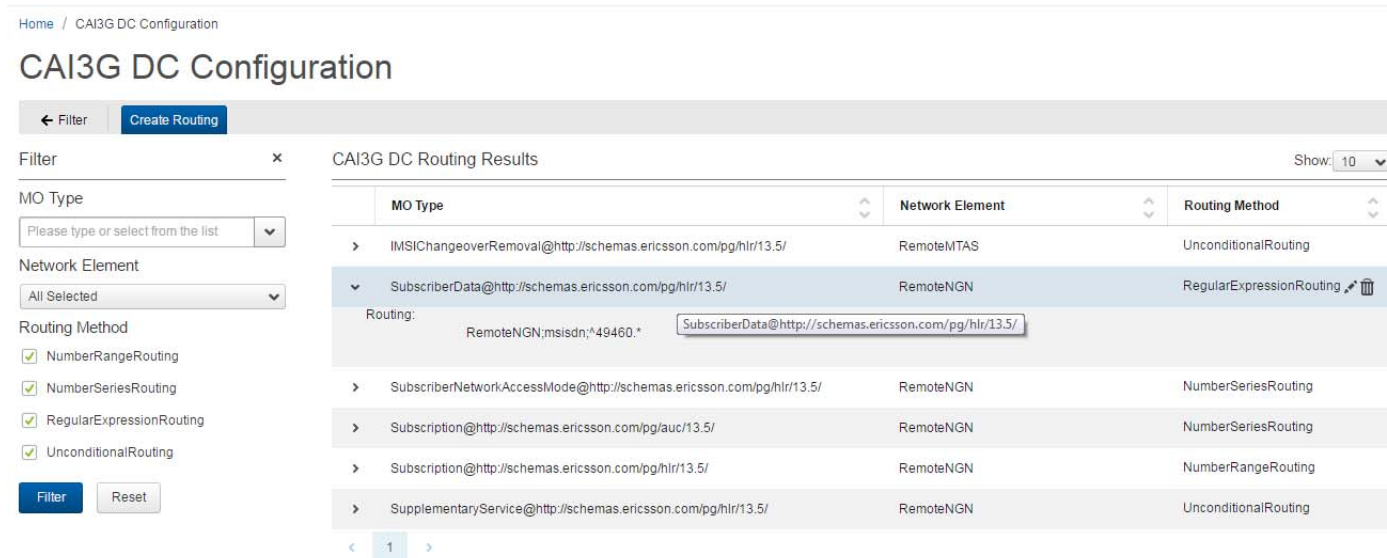 Home / CAI3G DC Configuration
CAI3G DC Configuration
← Filter Create Routing
Filter ×
MO Type
Please type or select from the list
Network Element
All Selected
Routing Method
NumberRangeRouting
NumberSeriesRouting
RegularExpressionRouting
UnconditionalRouting
Filter Reset
CAI3G DC Routing Results Show: 10
MO Type Network Element Routing Method
IMSIChangeoverRemoval@http://schemas.ericsson.com/pg/hlr/13.5/ RemoteMTAS UnconditionalRouting
SubscriberData@http://schemas.ericsson.com/pg/hlr/13.5/ RemoteNGN RegularExpressionRouting
Routing:
RemoteNGN;msisdn;^49460.*
SubscriberData@http://schemas.ericsson.com/pg/hlr/13.5/
SubscriberNetworkAccessMode@http://schemas.ericsson.com/pg/hlr/13.5/ RemoteNGN NumberSeriesRouting
Subscription@http://schemas.ericsson.com/pg/auc/13.5/ RemoteNGN NumberSeriesRouting
Subscription@http://schemas.ericsson.com/pg/hlr/13.5/ RemoteNGN NumberRangeRouting
SupplementaryService@http://schemas.ericsson.com/pg/hlr/13.5/ RemoteNGN UnconditionalRouting
< 1 >